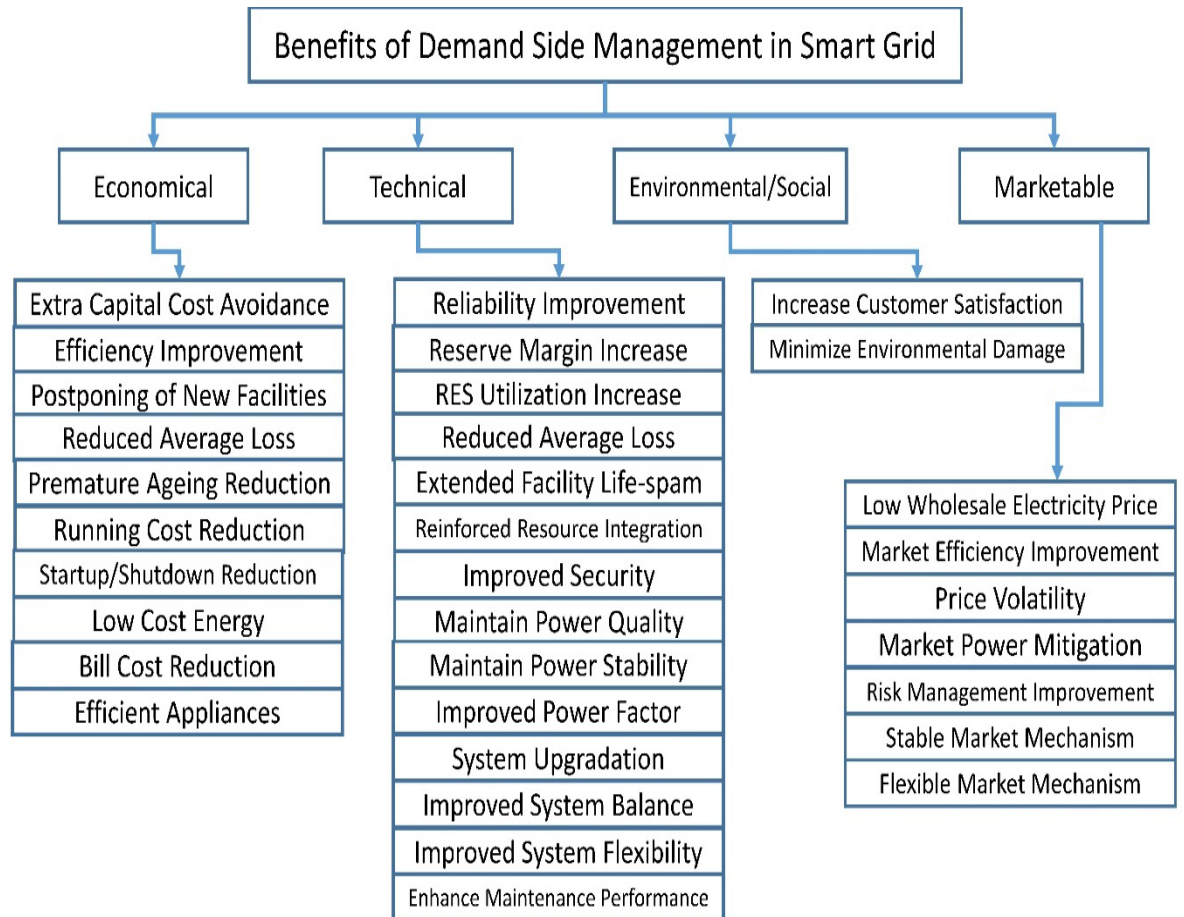 Benefits of Demand Side Management in Smart Grid
Economical
Technical
Environmental/Social
Marketable
Extra Capital Cost Avoidance
Efficiency Improvement
Postponing of New Facilities
Reduced Average Loss
Premature Ageing Reduction
Running Cost Reduction
Startup/Shutdown Reduction
Low Cost Energy
Bill Cost Reduction
Efficient Appliances
Reliability Improvement
Reserve Margin Increase
RES Utilization Increase
Reduced Average Loss
Extended Facility Life-spam
Reinforced Resource Integration
Improved Security
Maintain Power Quality
Maintain Power Stability
Improved Power Factor
System Upgradation
Improved System Balance
Improved System Flexibility
Enhance Maintenance Performance
Increase Customer Satisfaction
Minimize Environmental Damage
Low Wholesale Electricity Price
Market Efficiency Improvement
Price Volatility
Market Power Mitigation
Risk Management Improvement
Stable Market Mechanism
Flexible Market Mechanism